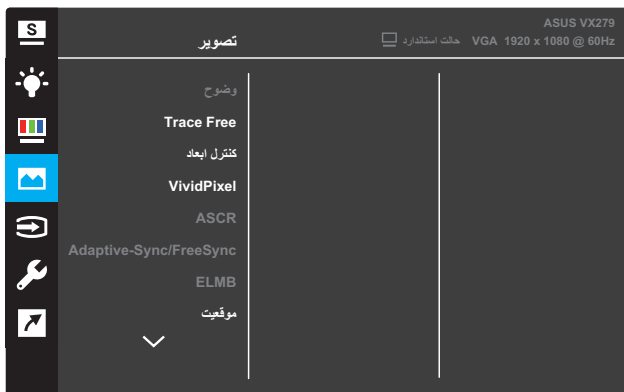 S
ASUS VX279
تصویر
حالت استاندارد VGA 1920 x 1080 @ 60Hz
وضوح
Trace Free
کنترل ابعاد
VividPixel
ASCR
Adaptive-Sync/FreeSync
ELMB
موقعیت